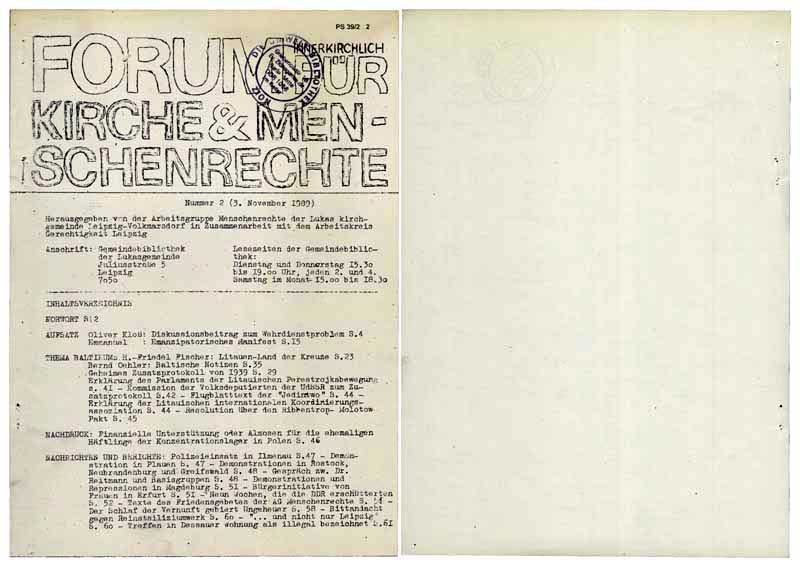 PS 39/2 2
INNERKIRCHLICH
FORUM FÜR
KIRCHE & MEN-
SCHENRECHTE
DIE UMWELTBIBLIOTHEK
Nummer 2 (3. November 1989)
Herausgegeben von der Arbeitsgruppe Menschenrechte der Lukas kirch-
gemeinde Leipzig-Volkmarsdorf in Zusammenarbeit mit dem Arbeitskreis
Gerechtigkeit Leipzig
Anschrift: Gemeindebibliothek Lesezeiten der Gemeindebiblio-
der Lukasgemeinde thek:
Juliusstraße 5 Dienstag und Donnerstag 15.30
Leipzig bis 19.00 Uhr, jeden 2. und 4.
7050 Samstag im Monat 15.00 bis 18.30
INHALTSVERZEICHNIS
VORWORT S. 2
AUFSATZ Oliver Kloß: Diskussionsbeitrag zum Wehrdienstproblem S.4
Emmanuel : Emanzipatorisches Manifest S.15
THEMA BALTIKUM: H.-Friedel Fischer: Litauen-Land der Kreuze S.23
Bernd Oehler: Baltische Notizen S.35
Geheimes Zusatzprotokoll von 1939 S. 29
Erklärung des Parlaments der Litauischen Perestrojkabewegung
s. 41 - Kommission der Volksdeputierten der UdSSR zum Zu-
satzprotokoll S.42 - Flugblatttext der "Jedintwo" S. 44 -
Erklärung der Litauischen internationalen Koordinierungs-
assoziation S. 44 - Resolution über den Ribbentrop- Molotow
Pakt S. 45
NACHDRUCK: Finanzielle Unterstützung oder Almosen für die ehemaligen
Häftlinge der Konzentrationslager in Polen S. 46
NACHRICHTEN UND BERICHTE: Polizeieinsatz in Ilmenau S.47 - Demon-
stration in Plauen S. 47 - Demonstrationen in Rostock,
Neubrandenburg und Greifswald S. 48 - Gespräch zw. Dr.
Reitmann und Basisgruppen S. 48 - Demonstrationen und
Repressionen in Magdeburg S. 51 - Bürgerinitiative von
Frauen in Erfurt S. 51 - Neun Wochen, die die DDR erschütterten
S. 52 - Texte des Friedensgebetes der AG Menschenrechte S. 54 -
Der Schlaf der Vernunft gebiert Ungeheuer S. 58 - Bittandacht
gegen Reinstsiliziumwerk S. 60 - "... und nicht nur Leipzig"
S. 60 - Treffen in Dessauer Wohnung als illegal bezeichnet S.61